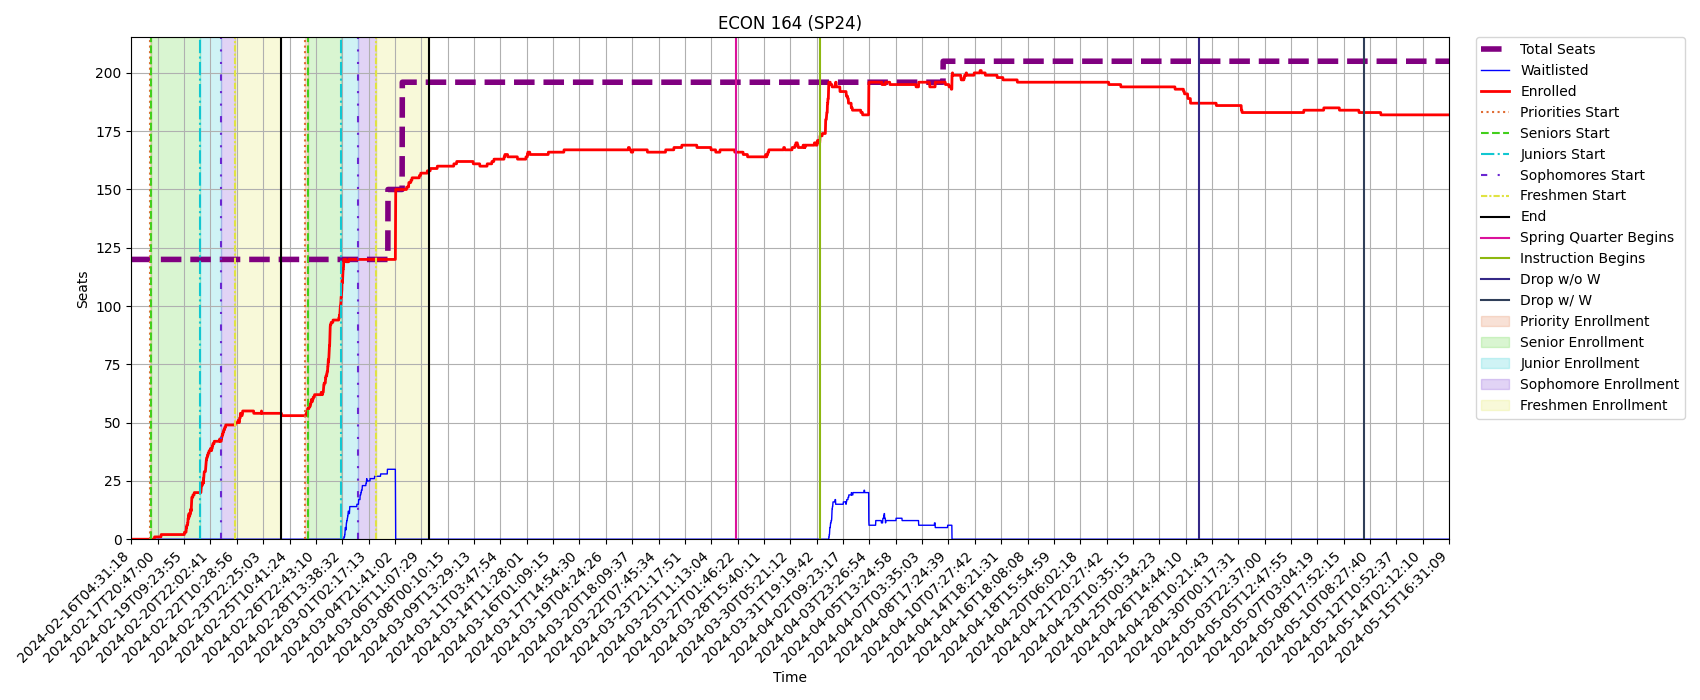 ECON 164 (SP24)
Seats
200
175
150
125
100
75
50
25
0
2024-02-16T04:31:18
2024-02-17T20:47:00
2024-02-19T09:23:55
2024-02-20T22:02:41
2024-02-22T10:28:56
2024-02-23T22:25:03
2024-02-25T10:41:24
2024-02-26T22:43:10
2024-02-28T13:38:32
2024-03-01T02:17:13
2024-03-04T21:41:02
2024-03-06T11:07:29
2024-03-08T00:10:15
2024-03-09T13:29:13
2024-03-11T03:47:54
2024-03-14T11:28:01
2024-03-16T01:09:15
2024-03-17T14:54:30
2024-03-19T04:24:26
2024-03-20T18:09:37
2024-03-22T07:45:34
2024-03-23T21:17:51
2024-03-25T11:13:04
2024-03-27T01:46:22
2024-03-28T15:40:11
2024-03-30T05:21:12
2024-03-31T19:19:42
2024-04-02T09:23:17
2024-04-03T23:26:54
2024-04-05T13:24:58
2024-04-07T03:35:03
2024-04-08T17:24:39
2024-04-10T07:27:42
2024-04-14T18:21:31
2024-04-16T18:08:08
2024-04-18T15:54:59
2024-04-20T06:02:18
2024-04-21T20:27:42
2024-04-23T10:35:15
2024-04-25T00:34:23
2024-04-26T14:44:10
2024-04-28T10:21:43
2024-04-30T00:17:31
2024-05-03T22:37:00
2024-05-05T12:47:55
2024-05-07T03:04:19
2024-05-08T17:52:15
2024-05-10T08:27:40
2024-05-12T10:52:37
2024-05-14T02:12:10
2024-05-15T16:31:09
Time
Total Seats
Waitlisted
Enrolled
Priorities Start
Seniors Start
Juniors Start
Sophomores Start
Freshmen Start
End
Spring Quarter Begins
Instruction Begins
Drop w/o W
Drop w/ W
Priority Enrollment
Senior Enrollment
Junior Enrollment
Sophomore Enrollment
Freshmen Enrollment